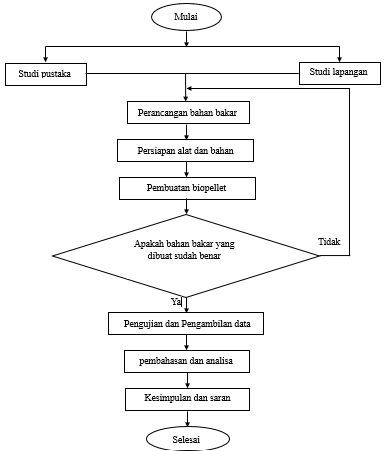 Mulai
Studi pustaka
Studi lapangan
Perancangan bahan bakar
Persiapan alat dan bahan
Pembuatan biopellet
Apakah bahan bakar yang
dibuat sudah benar
Tidak
Ya
Pengujian dan Pengambilan data
pembahasan dan analisa
Kesimpulan dan saran
Selesai